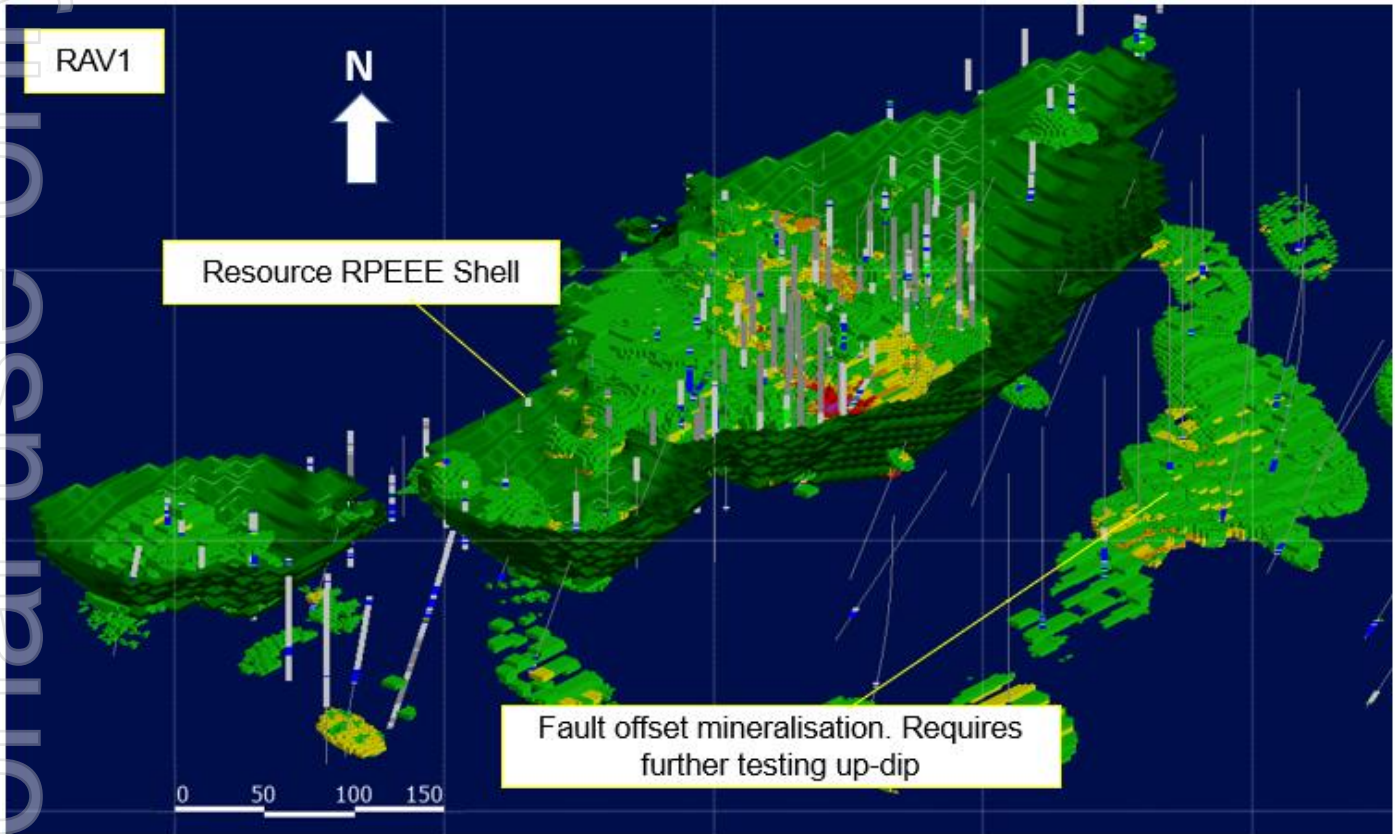 RAV1
N
Resource RPEEE Shell
Fault offset mineralisation. Requires
further testing up-dip
0 50 100 150